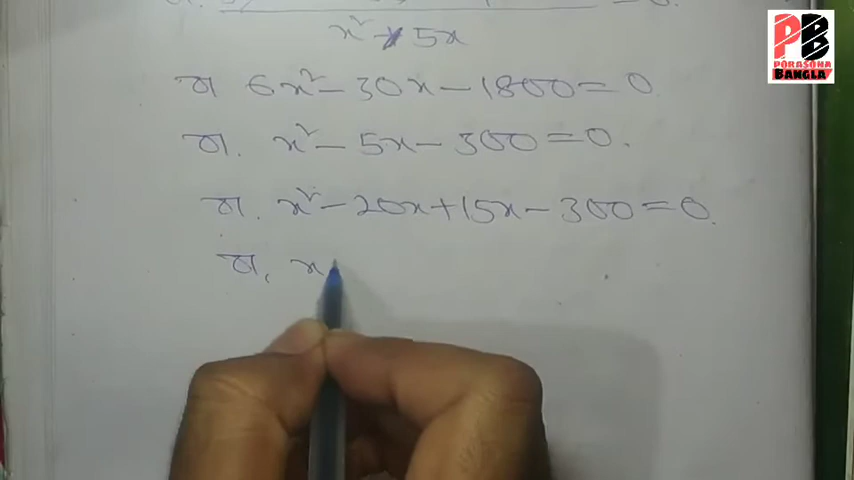 x² - 5x
বা 6x² - 30x - 1800 = 0
বা. x² - 5x - 300 = 0.
বা. x² - 20x + 15x - 300 = 0.
বা, x
PB
PORASONA
BANGLA